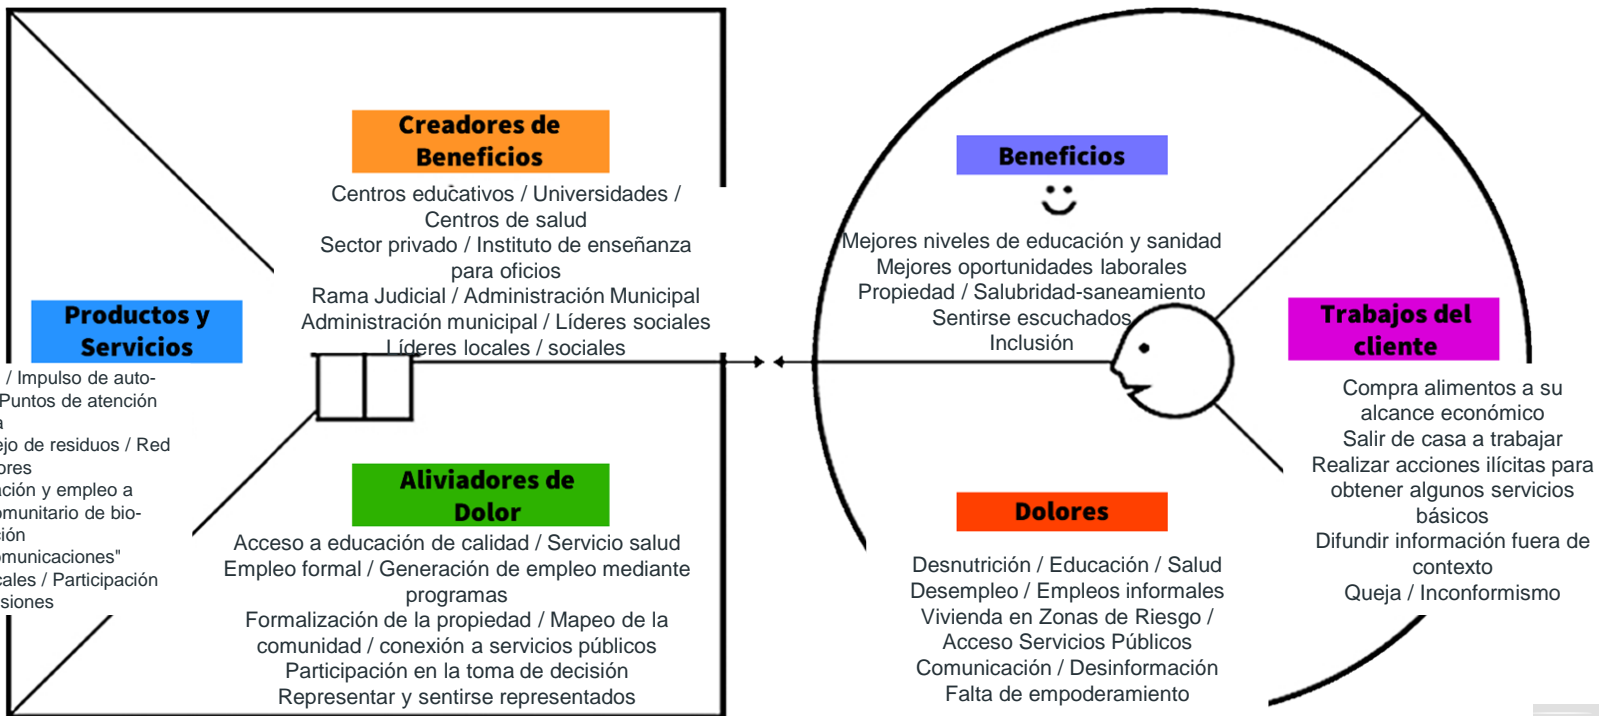 Creadores de
Beneficios
Centros educativos / Universidades /
Centros de salud
Sector privado / Instituto de enseñanza
para oficios
Rama Judicial / Administración Municipal
Administración municipal / Líderes sociales
Líderes locales / sociales
Productos y
Servicios
/ Impulso de auto-
Puntos de atención
a
ejo de residuos / Red
ores
ación y empleo a
omunitario de bio-
ción
omunicaciones"
cales / Participación
siones
Aliviadores de
Dolor
Acceso a educación de calidad / Servicio salud
Empleo formal / Generación de empleo mediante
programas
Formalización de la propiedad / Mapeo de la
comunidad / conexión a servicios públicos
Participación en la toma de decisión
Representar y sentirse representados
Beneficios
Mejores niveles de educación y sanidad
Mejores oportunidades laborales
Propiedad / Salubridad-saneamiento
Sentirse escuchados
Inclusión
Trabajos del
cliente
Compra alimentos a su
alcance económico
Salir de casa a trabajar
Realizar acciones ilícitas para
obtener algunos servicios
básicos
Difundir información fuera de
contexto
Queja / Inconformismo
Dolores
Desnutrición / Educación / Salud
Desempleo / Empleos informales
Vivienda en Zonas de Riesgo /
Acceso Servicios Públicos
Comunicación / Desinformación
Falta de empoderamiento